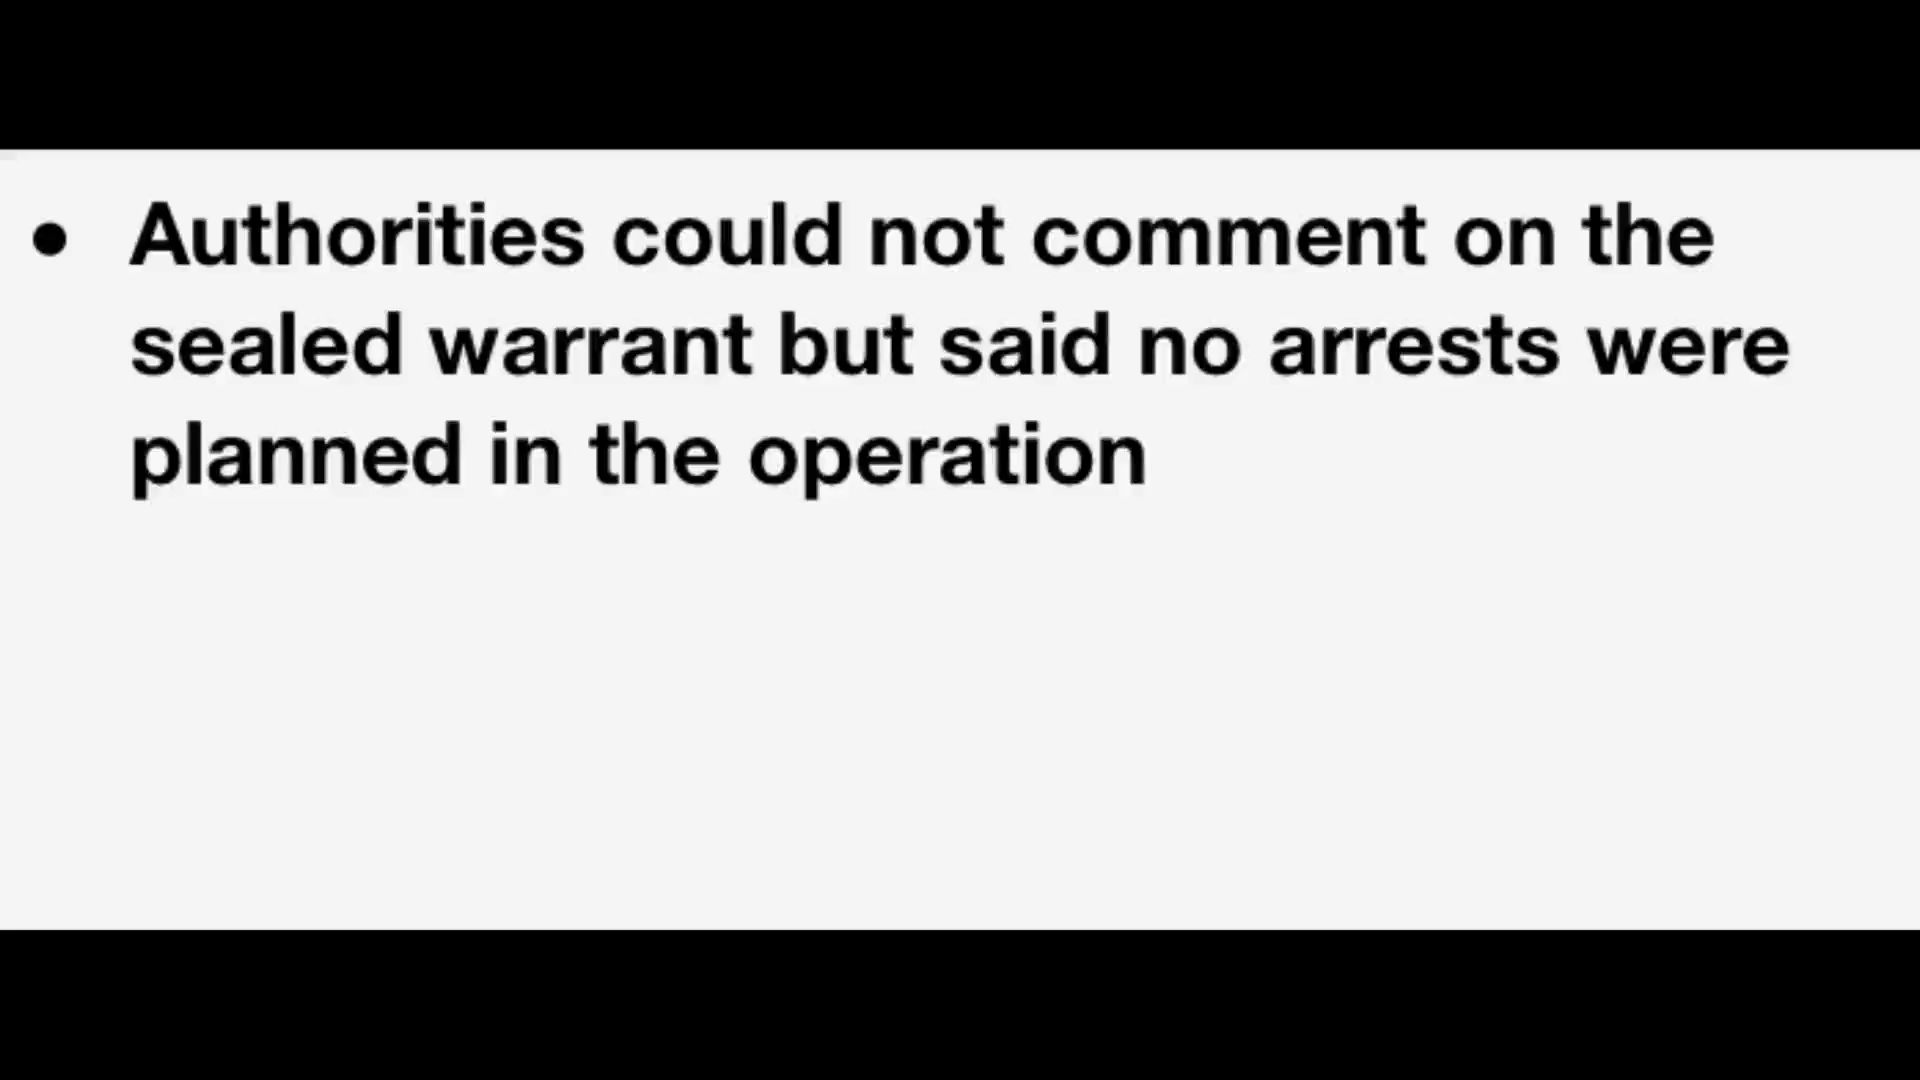 • Authorities could not comment on the
sealed warrant but said no arrests were
planned in the operation